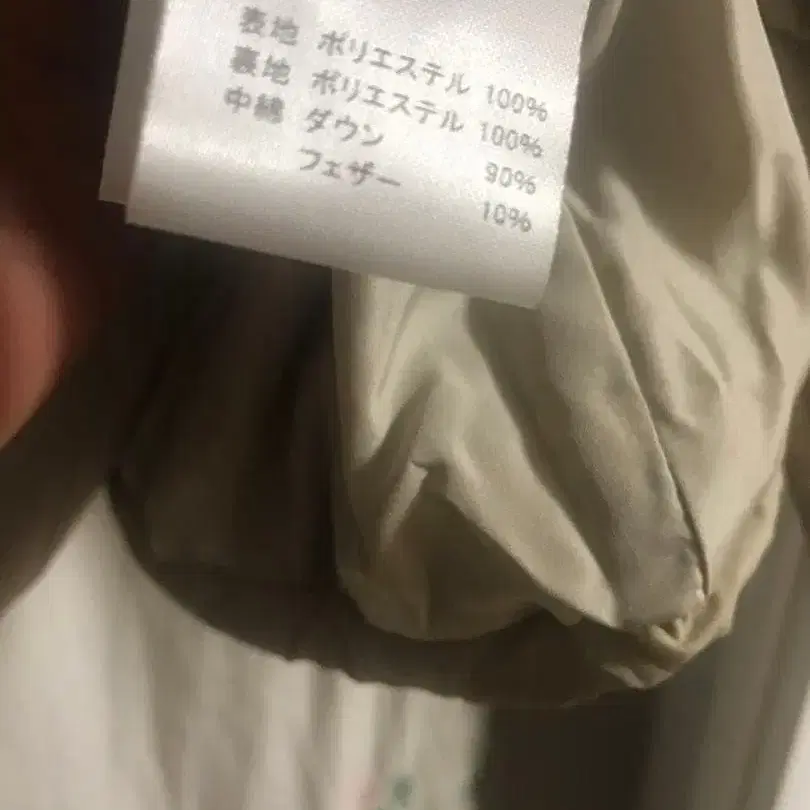 表地 ポリエステル 100%
裏地 ポリエステル 100%
中綿 ダウン 90%
フェザー 10%